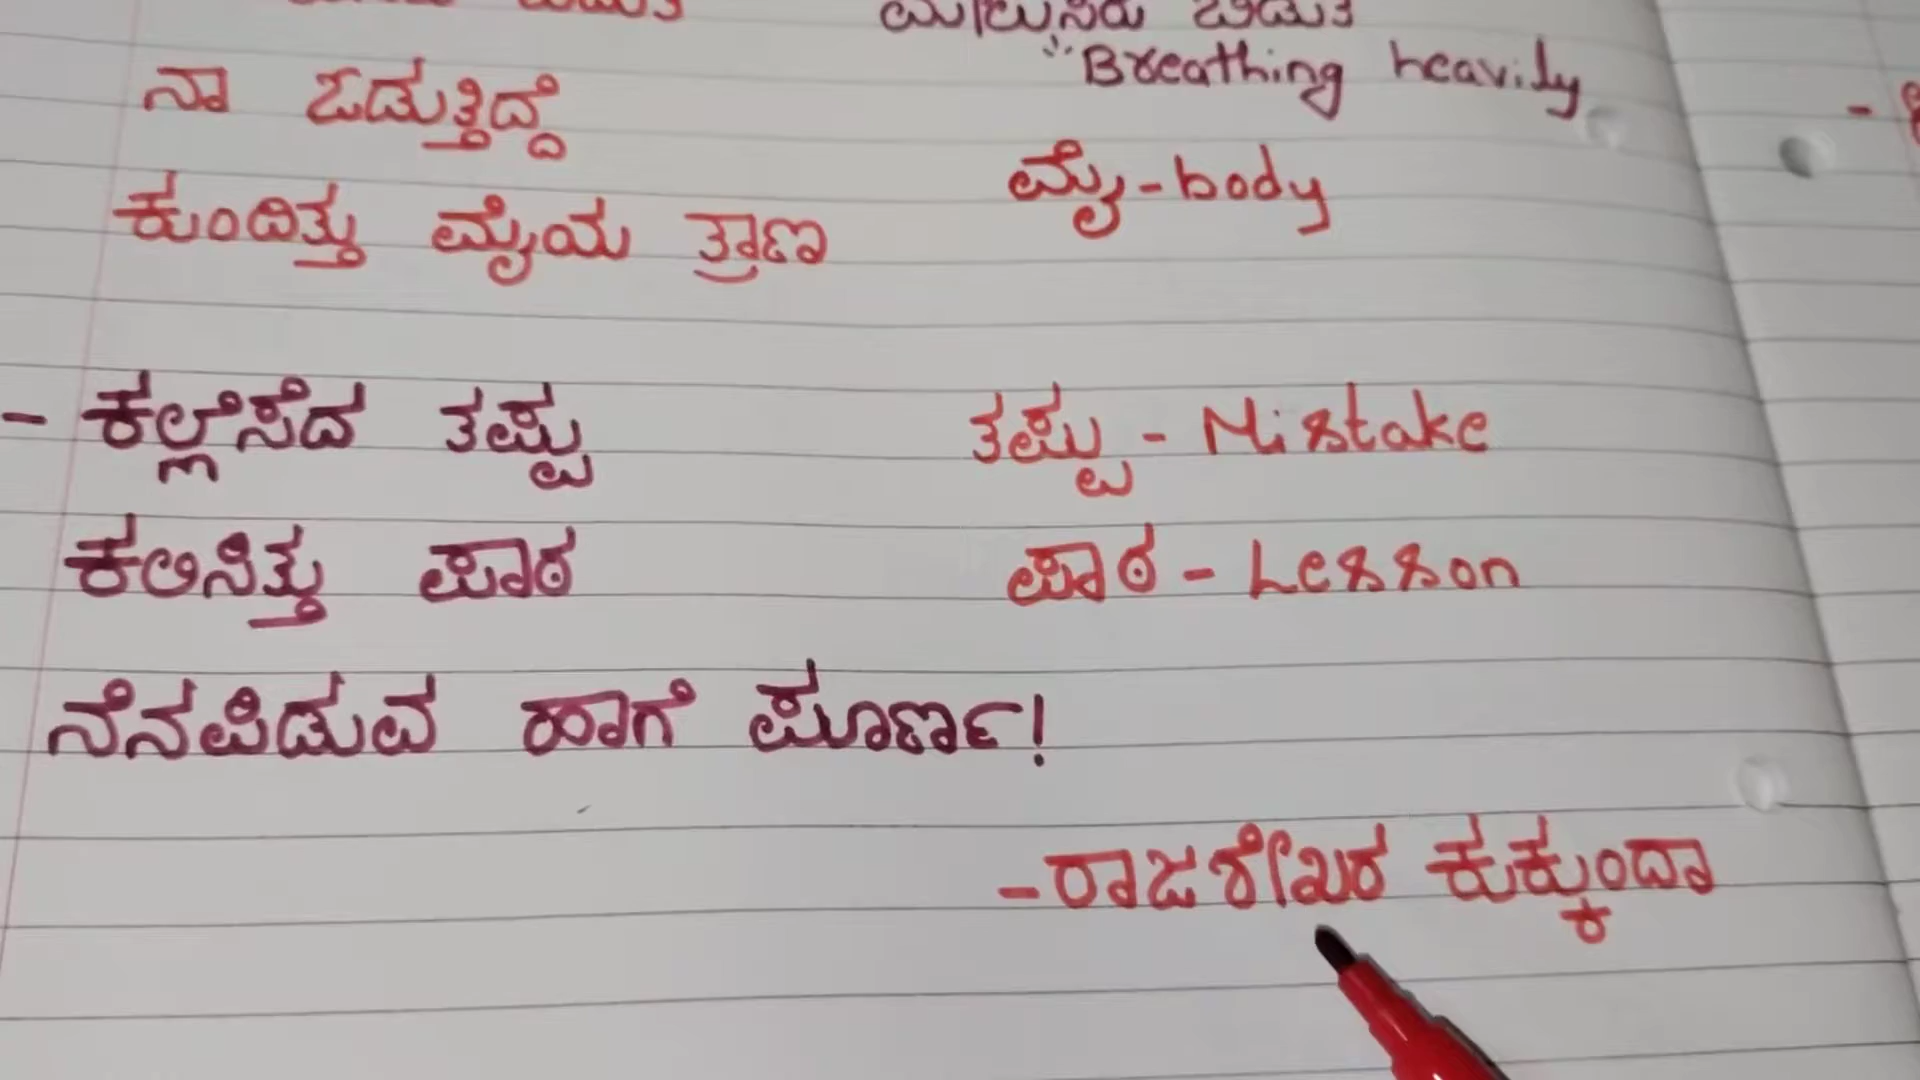 ಮೇಲುಸಿರು ಬಿಡುತ
"Breathing heavily
ನಾ ಓಡುತ್ತಿದ್ದೆ
ಮೈ - body
ಕುಂದಿತ್ತು ಮೈಯ ತ್ರಾಣ
- ಕಲ್ಲೆಸೆದ ತಪ್ಪು
ತಪ್ಪು - Mistake
ಕಲಿಸಿತ್ತು ಪಾಠ
ಪಾಠ - Lesson
ನೆನಪಿಡುವ ಹಾಗೆ ಪೂರ್ಣ!
- ರಾಜಶೇಖರ ಕುಕ್ಕುಂದಾ